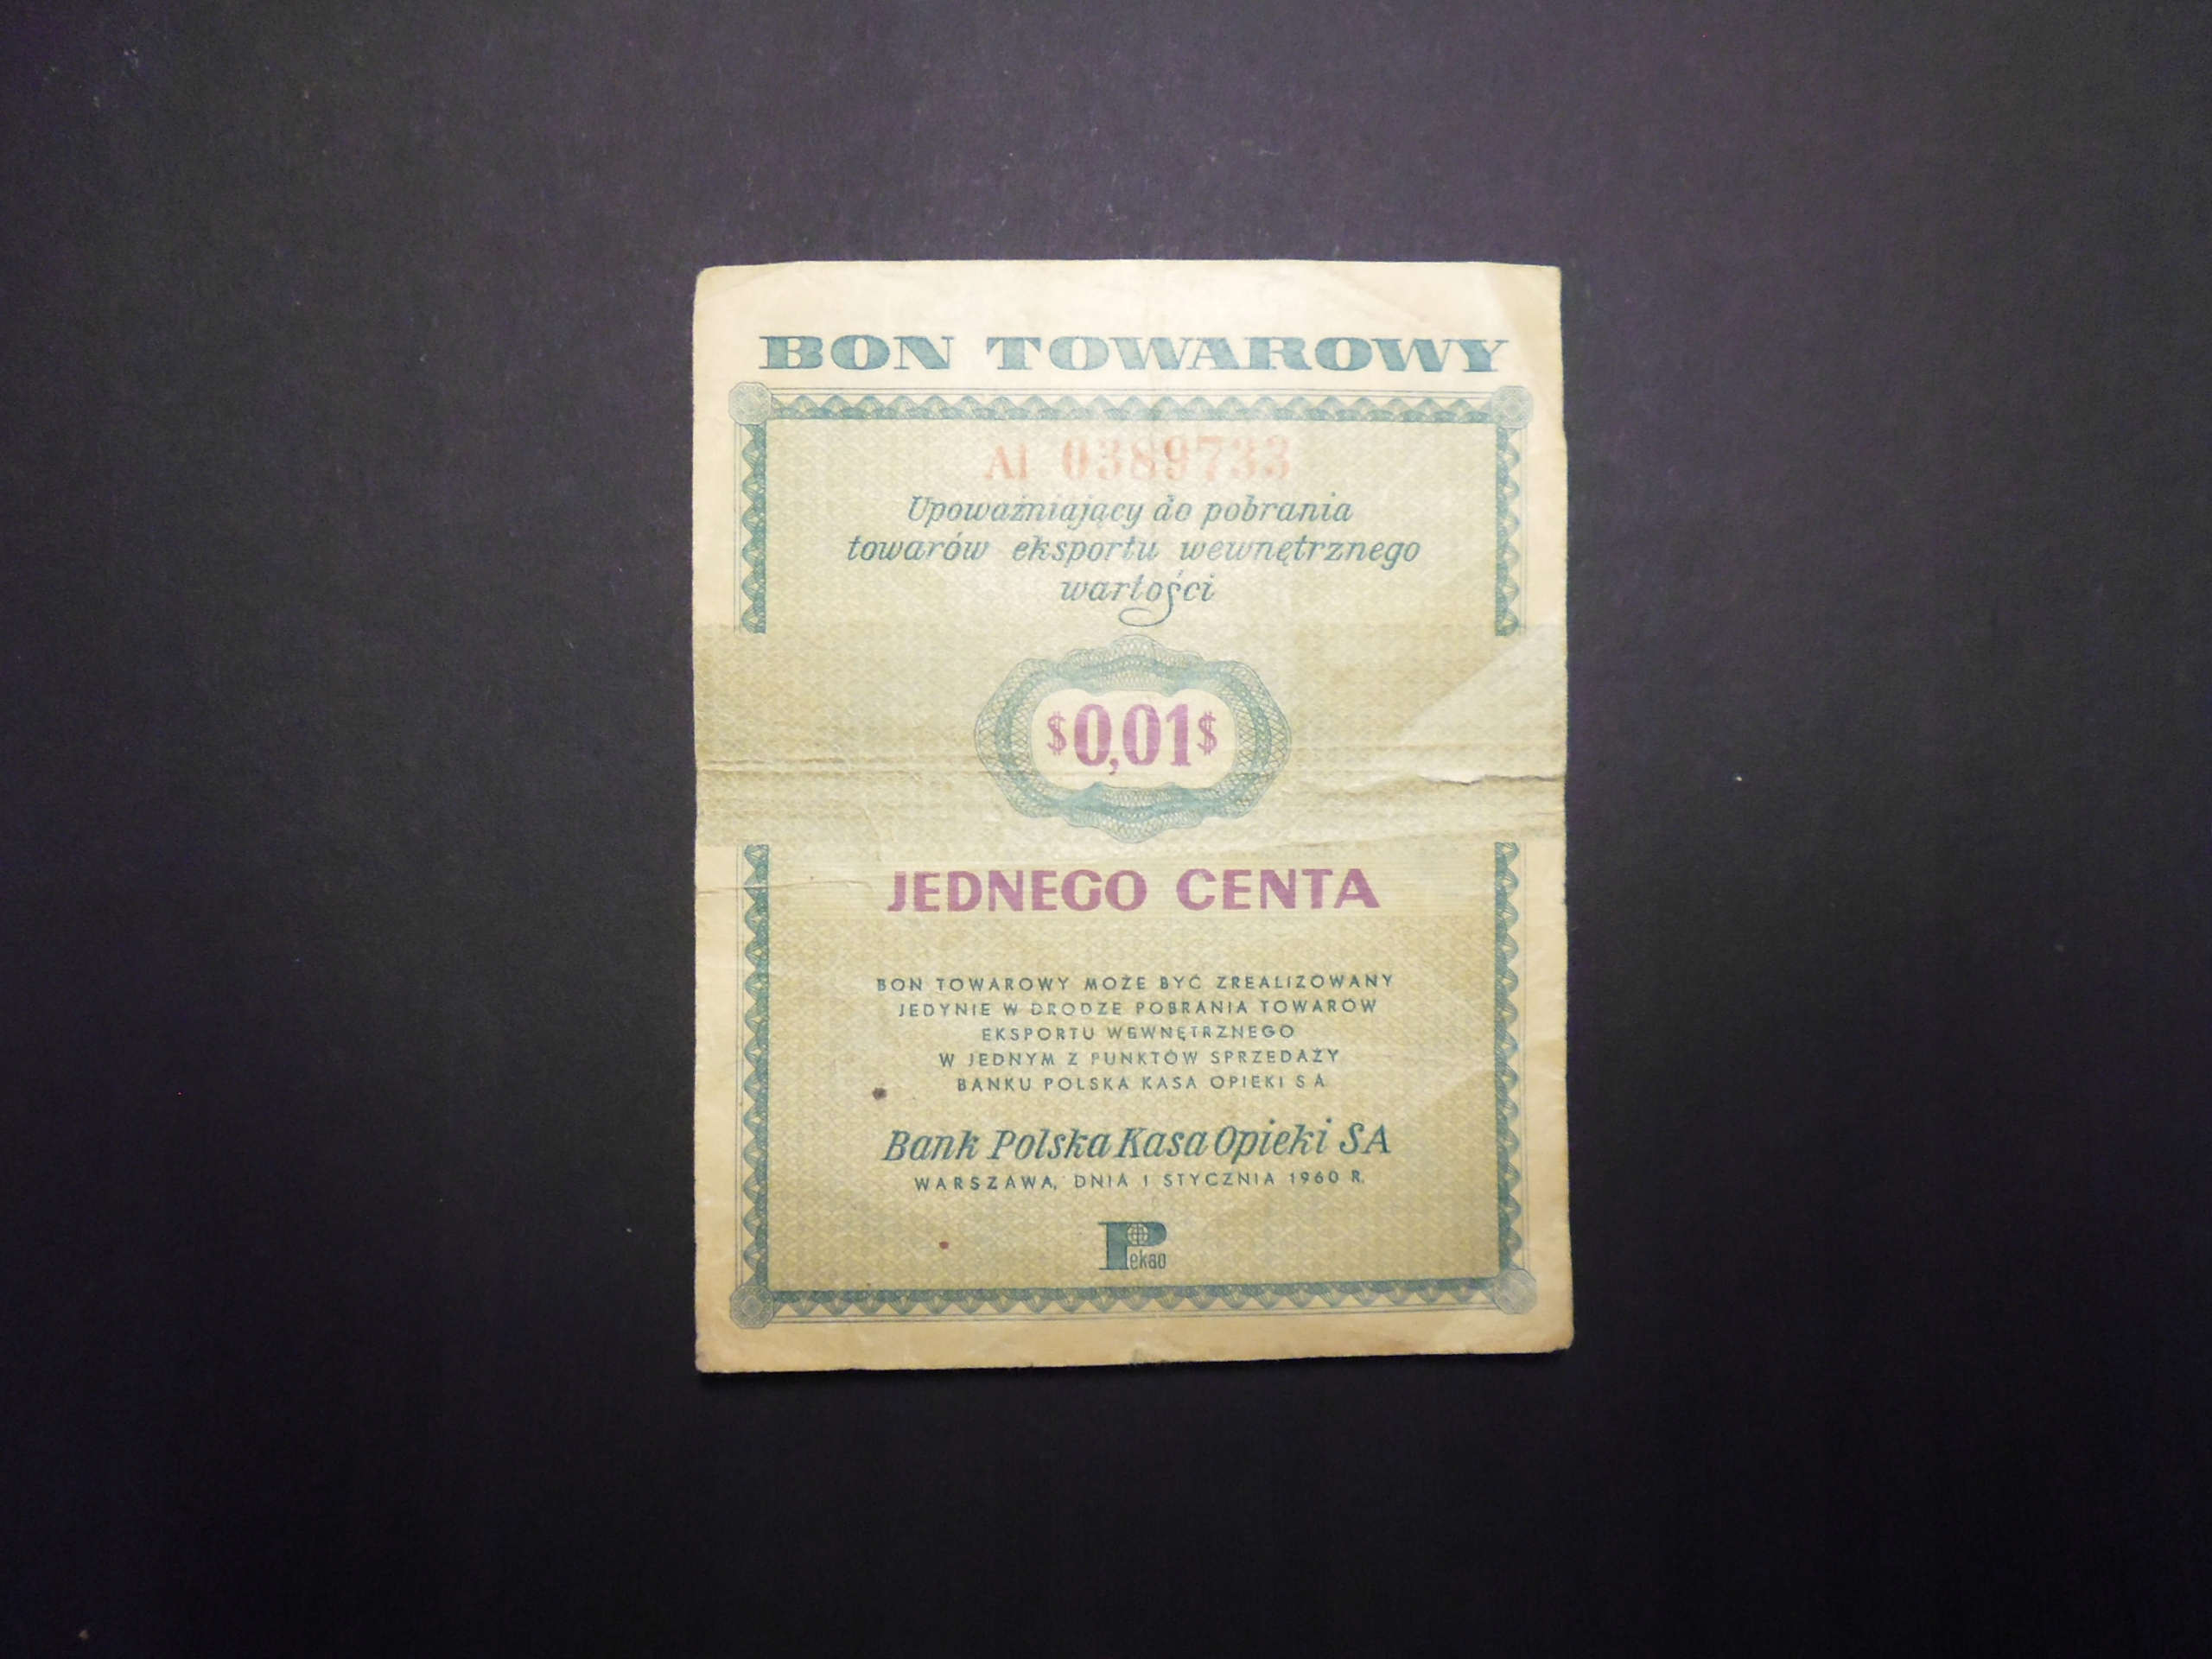 BON TOWAROWY
Al 0389733
Upoważniający do pobrania
towarów eksportu wewnętrznego
wartości
$0,01$
JEDNEGO CENTA
BON TOWAROWY MOŻE BYĆ ZREALIZOWANY
JEDYNIE W DRODZE POBRANIA TOWARÓW
EKSPORTU WEWNĘTRZNEGO
W JEDNYM Z PUNKTÓW SPRZEDAŻY
BANKU POLSKA KASA OPIEKI S A
Bank Polska Kasa Opieki SA
WARSZAWA, DNIA 1 STYCZNIA 1960 R.
Pekao